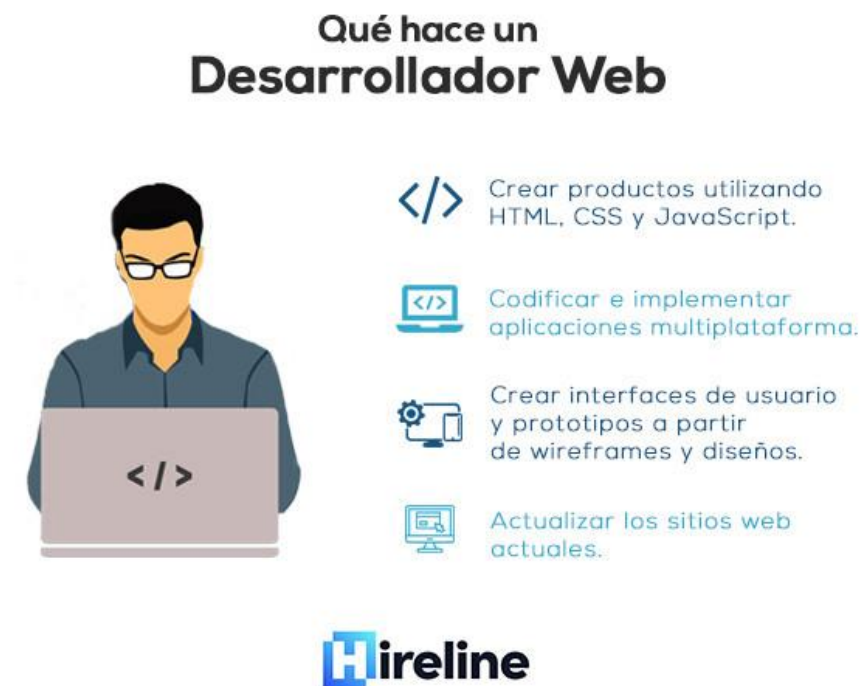 Qué hace un
Desarrollador Web
</> Crear productos utilizando
HTML, CSS y JavaScript.
</> Codificar e implementar
aplicaciones multiplataforma.
Crear interfaces de usuario
y prototipos a partir
de wireframes y diseños.
</>
Actualizar los sitios web
actuales.
Hireline